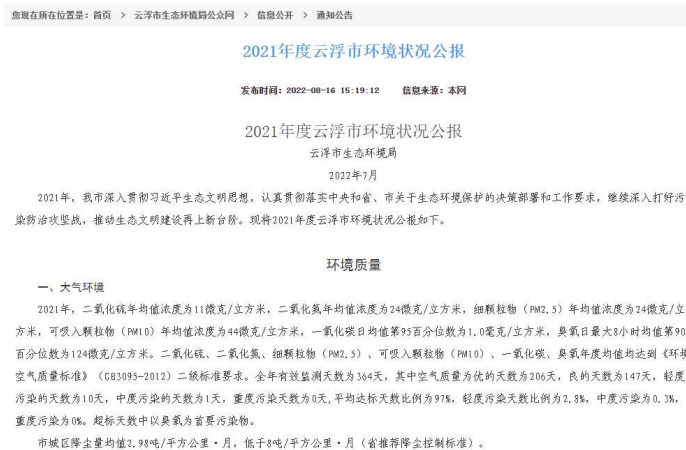 您现在所在位置是：首页 > 云浮市生态环境局公众网 > 信息公开 > 通知公告
2021年度云浮市环境状况公报
发布时间：2022-08-16 15:19:12 信息来源：本网
2021年度云浮市环境状况公报
云浮市生态环境局
2022年7月
2021年，我市深入贯彻习近平生态文明思想，认真贯彻落实中央和省、市关于生态环境保护的决策部署和工作要求，继续深入打好污
染防治攻坚战，推动生态文明建设再上新台阶。现将2021年度云浮市环境状况公报如下。
环境质量
一、大气环境
2021年，二氧化硫年均值浓度为11微克/立方米，二氧化氮年均值浓度为24微克/立方米，细颗粒物（PM2.5）年均值浓度为24微克/立
方米，可吸入颗粒物（PM10）年均值浓度为44微克/立方米，一氧化碳日均值第95百分位数为1.0毫克/立方米，臭氧日最大8小时均值第90
百分位数为124微克/立方米。二氧化硫、二氧化氮、细颗粒物（PM2.5）、可吸入颗粒物（PM10）、一氧化碳、臭氧年度均值均达到《环境
空气质量标准》（GB3095-2012）二级标准要求。全年有效监测天数为364天，其中空气质量为优的天数为206天，良的天数为147天，轻度
污染的天数为10天，中度污染的天数为1天，重度污染天数为0天,平均达标天数比例为97%，轻度污染天数比例为2.8%，中度污染为0.3%，
重度污染为0%。超标天数中以臭氧为首要污染物。
市城区降尘量均值2.98吨/平方公里·月，低于8吨/平方公里·月（省推荐降尘控制标准）。